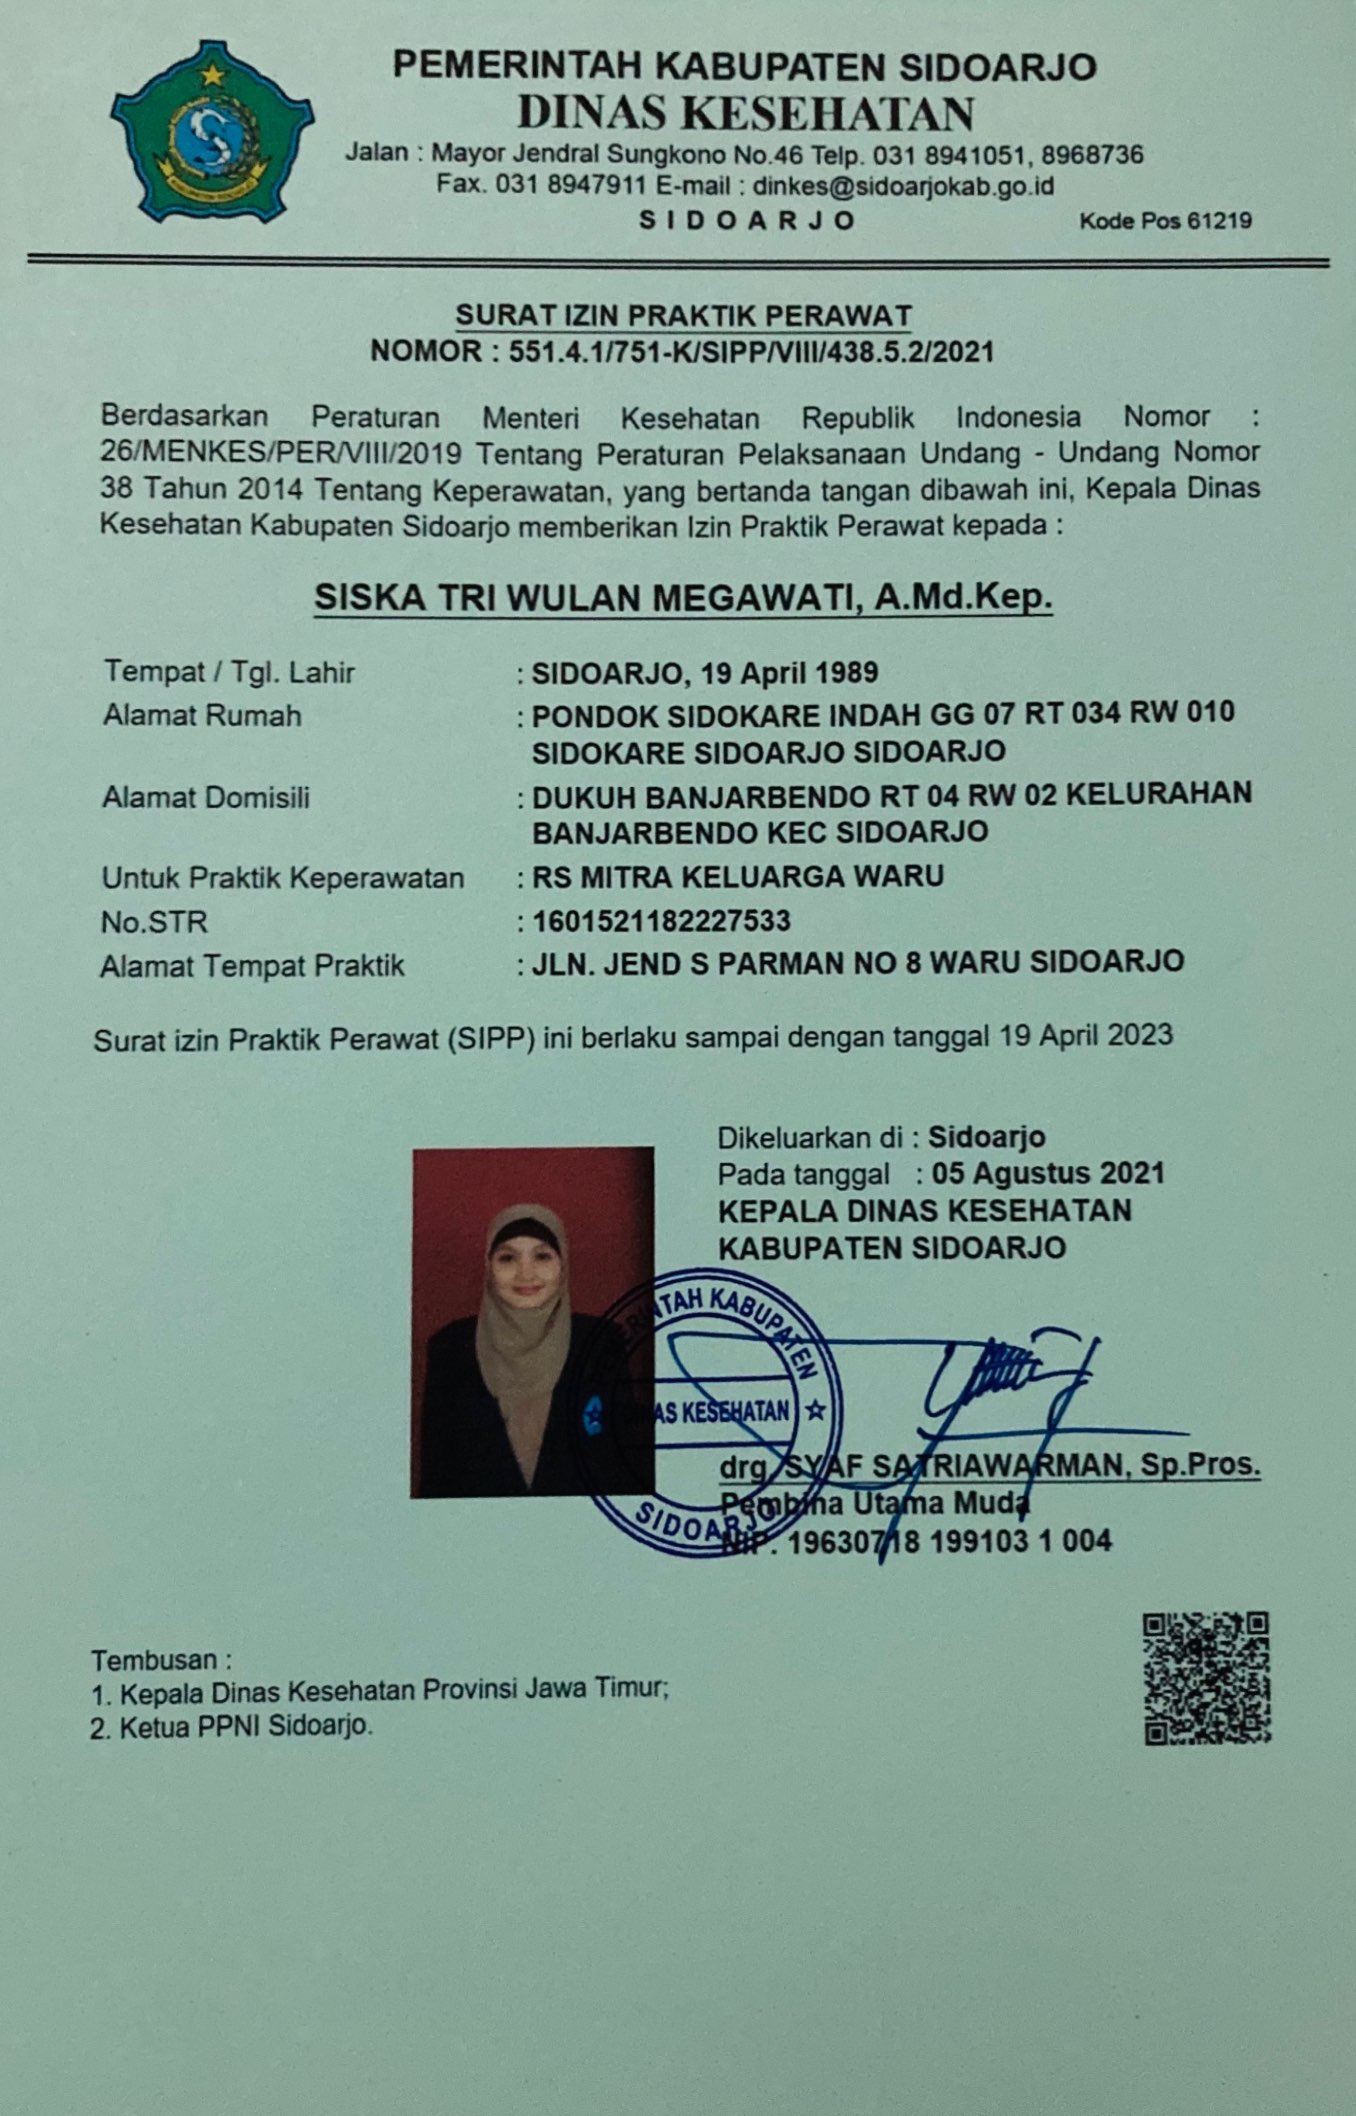 PEMERINTAH KABUPATEN SIDOARJO
DINAS KESEHATAN
Jalan : Mayor Jendral Sungkono No.46 Telp. 031 8941051, 8968736
Fax. 031 8947911 E-mail : dinkes@sidoarjokab.go.id
S I D O A R J O
Kode Pos 61219
SURAT IZIN PRAKTIK PERAWAT
NOMOR : 551.4.1/751-K/SIPP/VIII/438.5.2/2021
Berdasarkan Peraturan Menteri Kesehatan Republik Indonesia Nomor :
26/MENKES/PER/VIII/2019 Tentang Peraturan Pelaksanaan Undang - Undang Nomor
38 Tahun 2014 Tentang Keperawatan, yang bertanda tangan dibawah ini, Kepala Dinas
Kesehatan Kabupaten Sidoarjo memberikan Izin Praktik Perawat kepada :
SISKA TRI WULAN MEGAWATI, A.Md.Kep.
Tempat / Tgl. Lahir : SIDOARJO, 19 April 1989
Alamat Rumah : PONDOK SIDOKARE INDAH GG 07 RT 034 RW 010
SIDOKARE SIDOARJO SIDOARJO
Alamat Domisili : DUKUH BANJARBENDO RT 04 RW 02 KELURAHAN
BANJARBENDO KEC SIDOARJO
Untuk Praktik Keperawatan : RS MITRA KELUARGA WARU
No.STR : 1601521182227533
Alamat Tempat Praktik : JLN. JEND S PARMAN NO 8 WARU SIDOARJO
Surat izin Praktik Perawat (SIPP) ini berlaku sampai dengan tanggal 19 April 2023
Dikeluarkan di : Sidoarjo
Pada tanggal : 05 Agustus 2021
KEPALA DINAS KESEHATAN
KABUPATEN SIDOARJO
PEMERINTAH KABUPATEN
DINAS KESEHATAN
SIDOARJO
drg. SYAF SATRIAWARMAN, Sp.Pros.
Pembina Utama Muda
NIP. 19630718 199103 1 004
Tembusan :
1. Kepala Dinas Kesehatan Provinsi Jawa Timur;
2. Ketua PPNI Sidoarjo.